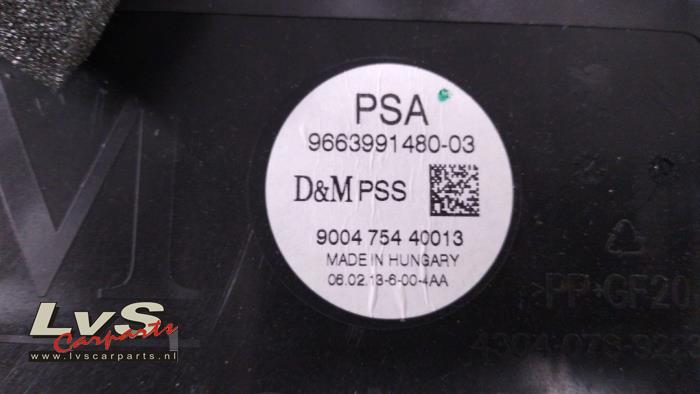 PSA
9663991480-03
D&M PSS
9004 754 40013
MADE IN HUNGARY
06.02.13-6-00-4AA
>PP+GF20
LvS
Carparts
www.lvscarparts.nl